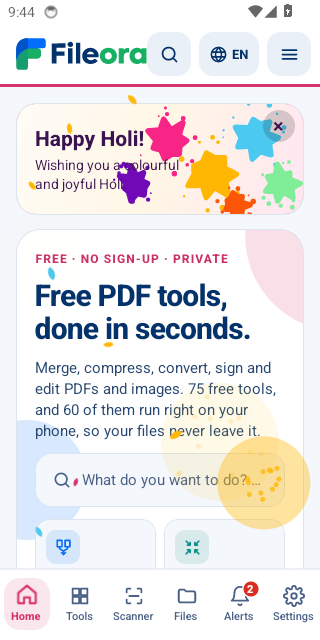 9:44
Fileora
EN
Happy Holi!
Wishing you a colourful
and joyful Holi
FREE · NO SIGN-UP · PRIVATE
Free PDF tools,
done in seconds.
Merge, compress, convert, sign and
edit PDFs and images. 75 free tools,
and 60 of them run right on your
phone, so your files never leave it.
What do you want to do? ...
2
Home
Tools
Scanner
Files
Alerts
Settings